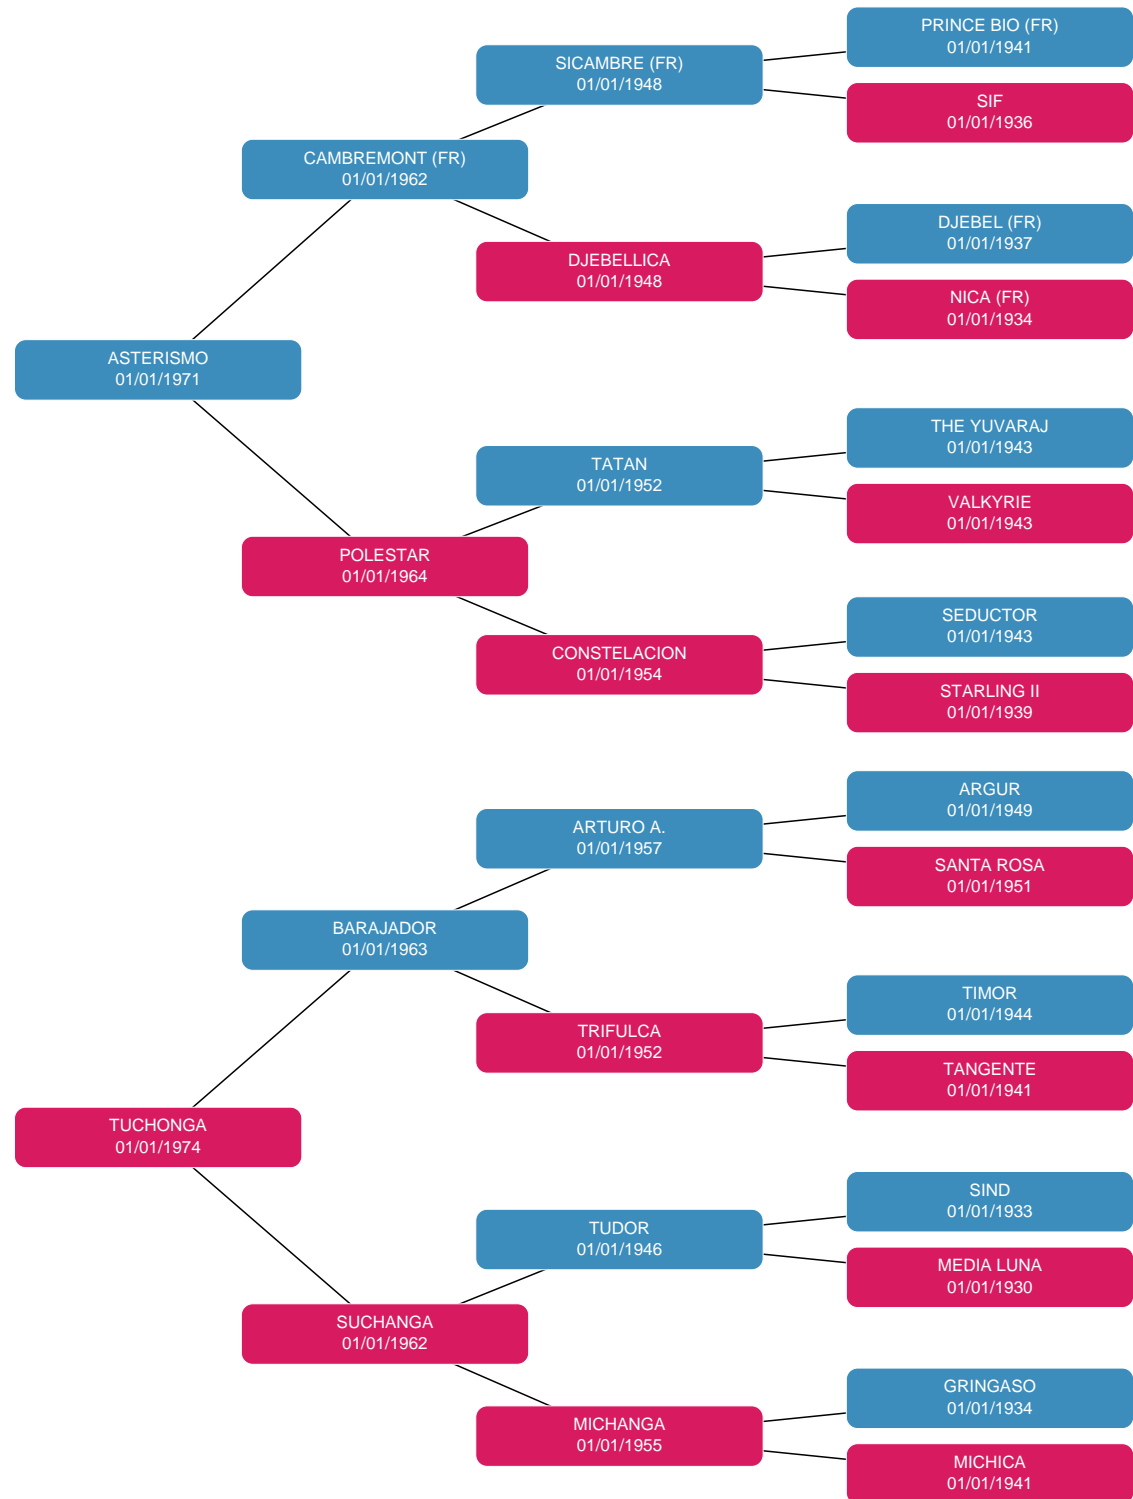 PRINCE BIO (FR)
01/01/1941
SICAMBRE (FR)
01/01/1948
SIF
01/01/1936
CAMBREMONT (FR)
01/01/1962
DJEBEL (FR)
01/01/1937
DJEBELLICA
01/01/1948
NICA (FR)
01/01/1934
ASTERISMO
01/01/1971
THE YUVARAJ
01/01/1943
TATAN
01/01/1952
VALKYRIE
01/01/1943
POLESTAR
01/01/1964
SEDUCTOR
01/01/1943
CONSTELACION
01/01/1954
STARLING II
01/01/1939
ARGUR
01/01/1949
ARTURO A.
01/01/1957
SANTA ROSA
01/01/1951
BARAJADOR
01/01/1963
TIMOR
01/01/1944
TRIFULCA
01/01/1952
TANGENTE
01/01/1941
TUCHONGA
01/01/1974
SIND
01/01/1933
TUDOR
01/01/1946
MEDIA LUNA
01/01/1930
SUCHANGA
01/01/1962
GRINGASO
01/01/1934
MICHANGA
01/01/1955
MICHICA
01/01/1941